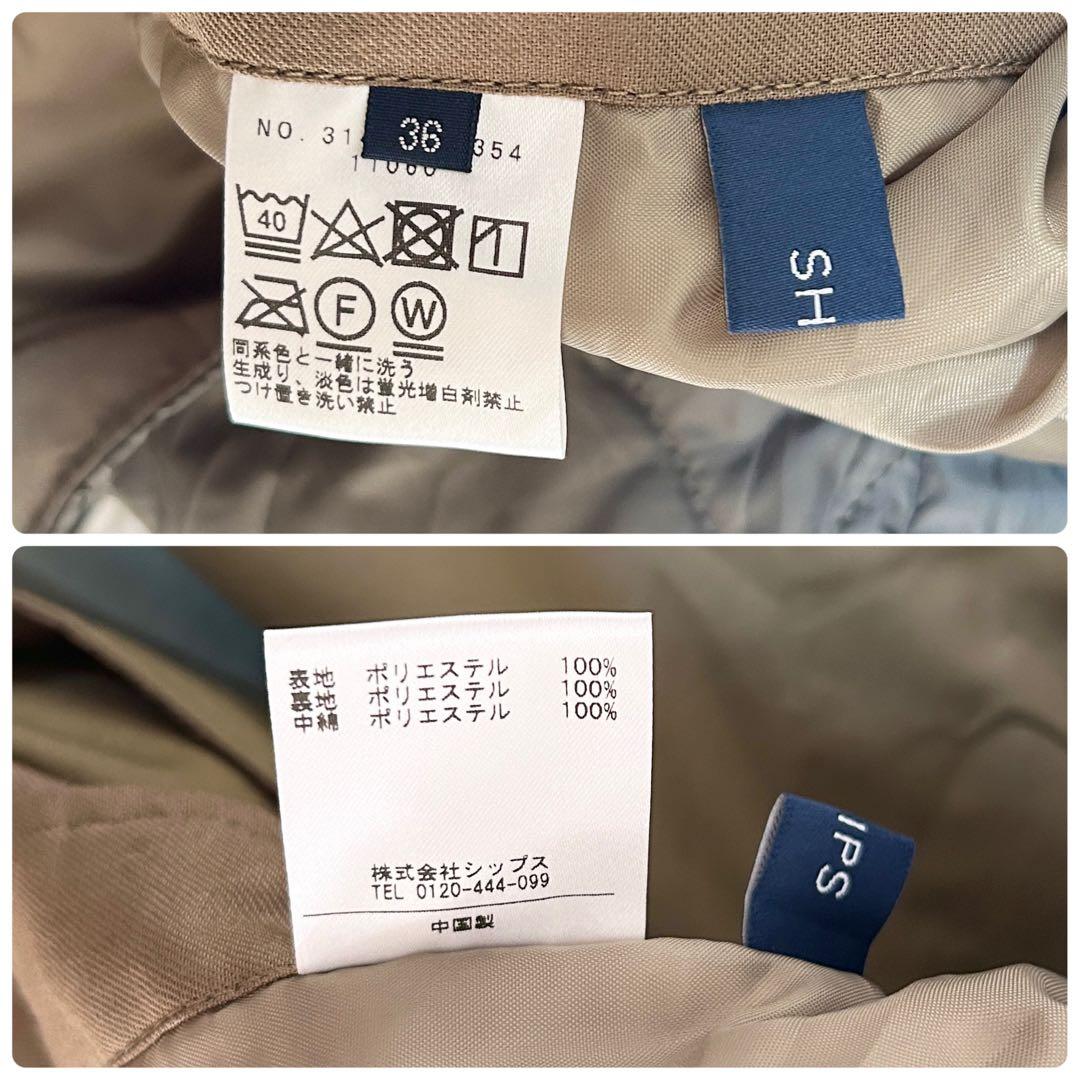 36
NO. 31 354
40
F
W
同系色と一緒に洗う
生成り、淡色は蛍光増白剤禁止
つけ置き洗い禁止
SH
表地 ポリエステル 100%
裏地 ポリエステル 100%
中綿 ポリエステル 100%
株式会社シップス
TEL 0120-444-099
中国製
IPS